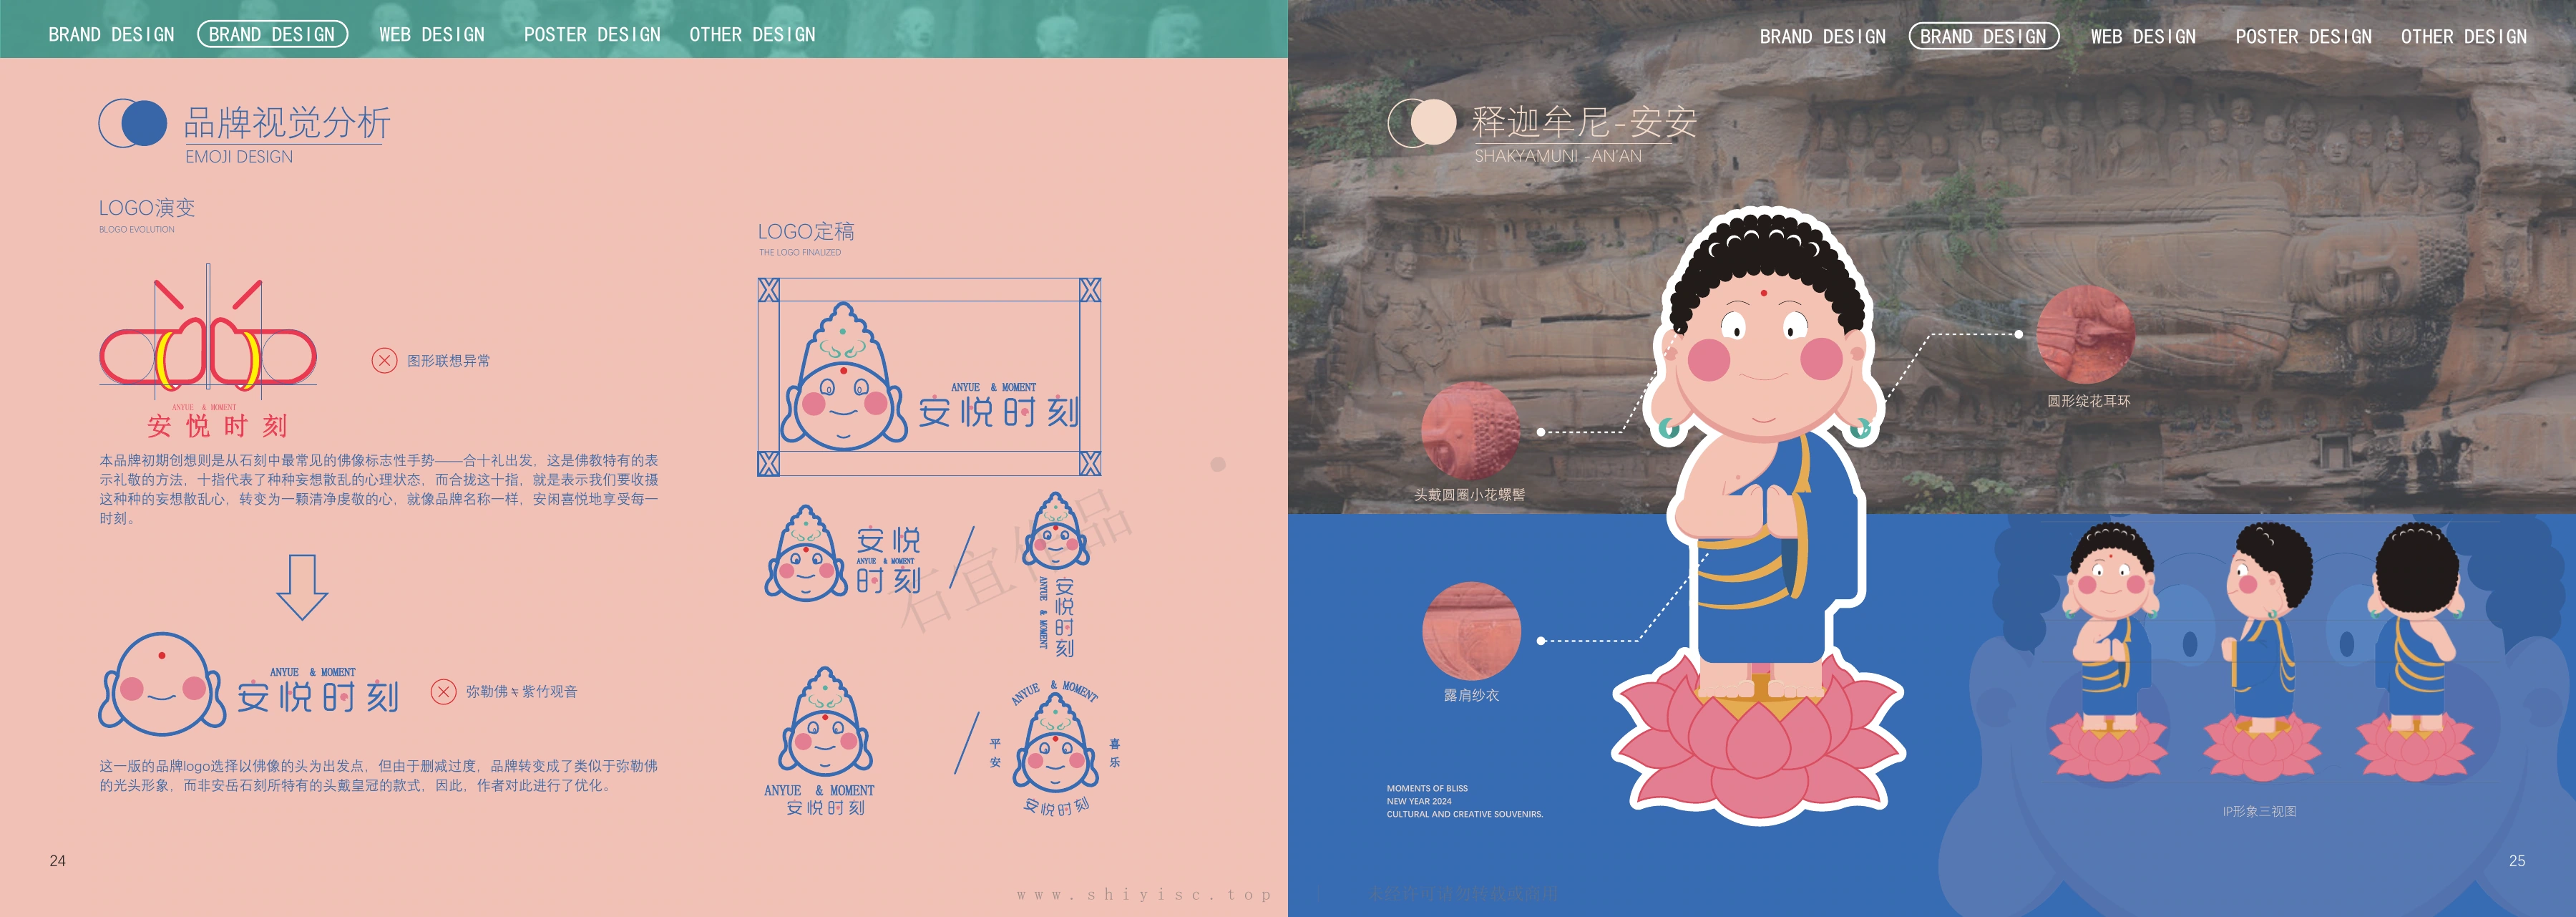 BRAND DESIGN BRAND DESIGN WEB DESIGN POSTER DESIGN OTHER DESIGN
品牌视觉分析
EMOJI DESIGN
LOGO演变
BLOGO EVOLUTION
图形联想异常
ANYUE & MOMENT
安悦时刻
本品牌初期创想则是从石刻中最常见的佛像标志性手势——合十礼出发，这是佛教特有的表
示礼敬的方法，十指代表了种种妄想散乱的心理状态，而合拢这十指，就是表示我们要收摄
这种种的妄想散乱心，转变为一颗清净虔敬的心，就像品牌名称一样，安闲喜悦地享受每一
时刻。
ANYUE & MOMENT
安悦时刻
弥勒佛 紫竹观音
这一版的品牌logo选择以佛像的头为出发点，但由于删减过度，品牌转变成了类似于弥勒佛
的光头形象，而非安岳石刻所特有的头戴皇冠的款式，因此，作者对此进行了优化。
LOGO定稿
THE LOGO FINALIZED
ANYUE & MOMENT
安悦时刻
安悦
ANYUE & MOMENT
时刻
安悦时刻
ANYUE & MOMENT
石宜作品
ANYUE & MOMENT
安悦时刻
ANYUE & MOMENT
平安
喜乐
安悦时刻
24
www.shiyisc.top
BRAND DESIGN BRAND DESIGN WEB DESIGN POSTER DESIGN OTHER DESIGN
释迦牟尼-安安
SHAKYAMUNI -AN'AN
圆形绽花耳环
头戴圆圈小花螺髻
露肩纱衣
MOMENTS OF BLISS
NEW YEAR 2024
CULTURAL AND CREATIVE SOUVENIRS.
IP形象三视图
25
未经许可请勿转载或商用